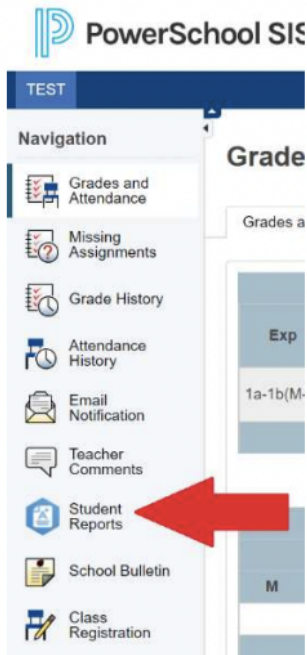 PowerSchool SIS
TEST
Navigation
Grades and
Attendance
Missing
Assignments
Grade History
Attendance
History
Email
Notification
Teacher
Comments
Student
Reports
School Bulletin
Class
Registration
Grade
Grades a
Exp
1a-1b(M-
M